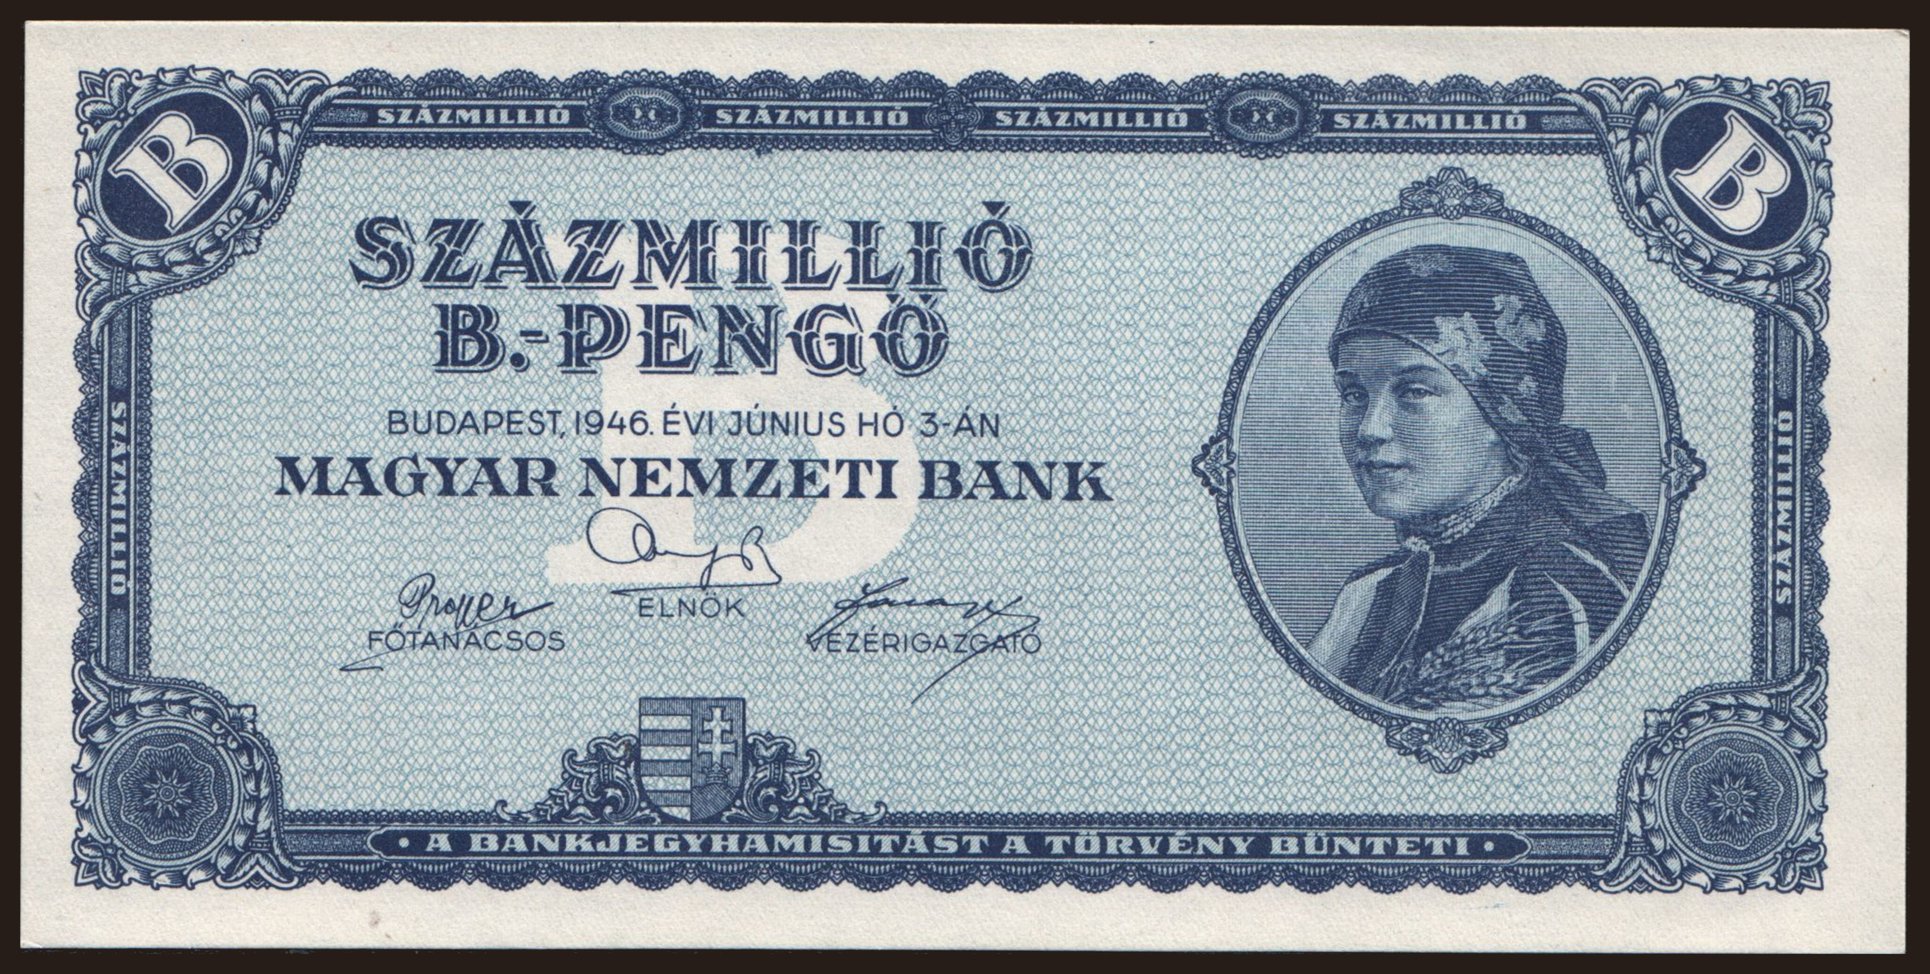 SZÁZMILLIÓ SZÁZMILLIÓ SZÁZMILLIÓ SZÁZMILLIÓ
B
B
SZÁZMILLIÓ
B.-PENGŐ
BUDAPEST, 1946. ÉVI JÚNIUS HÓ 3-ÁN
MAGYAR NEMZETI BANK
B
ELNÖK
FŐTANÁCSOS
VEZÉRIGAZGATÓ
SZÁZMILLIÓ
SZÁZMILLIÓ
• A BANKJEGYHAMISITÁST A TÖRVÉNY BÜNTETI •